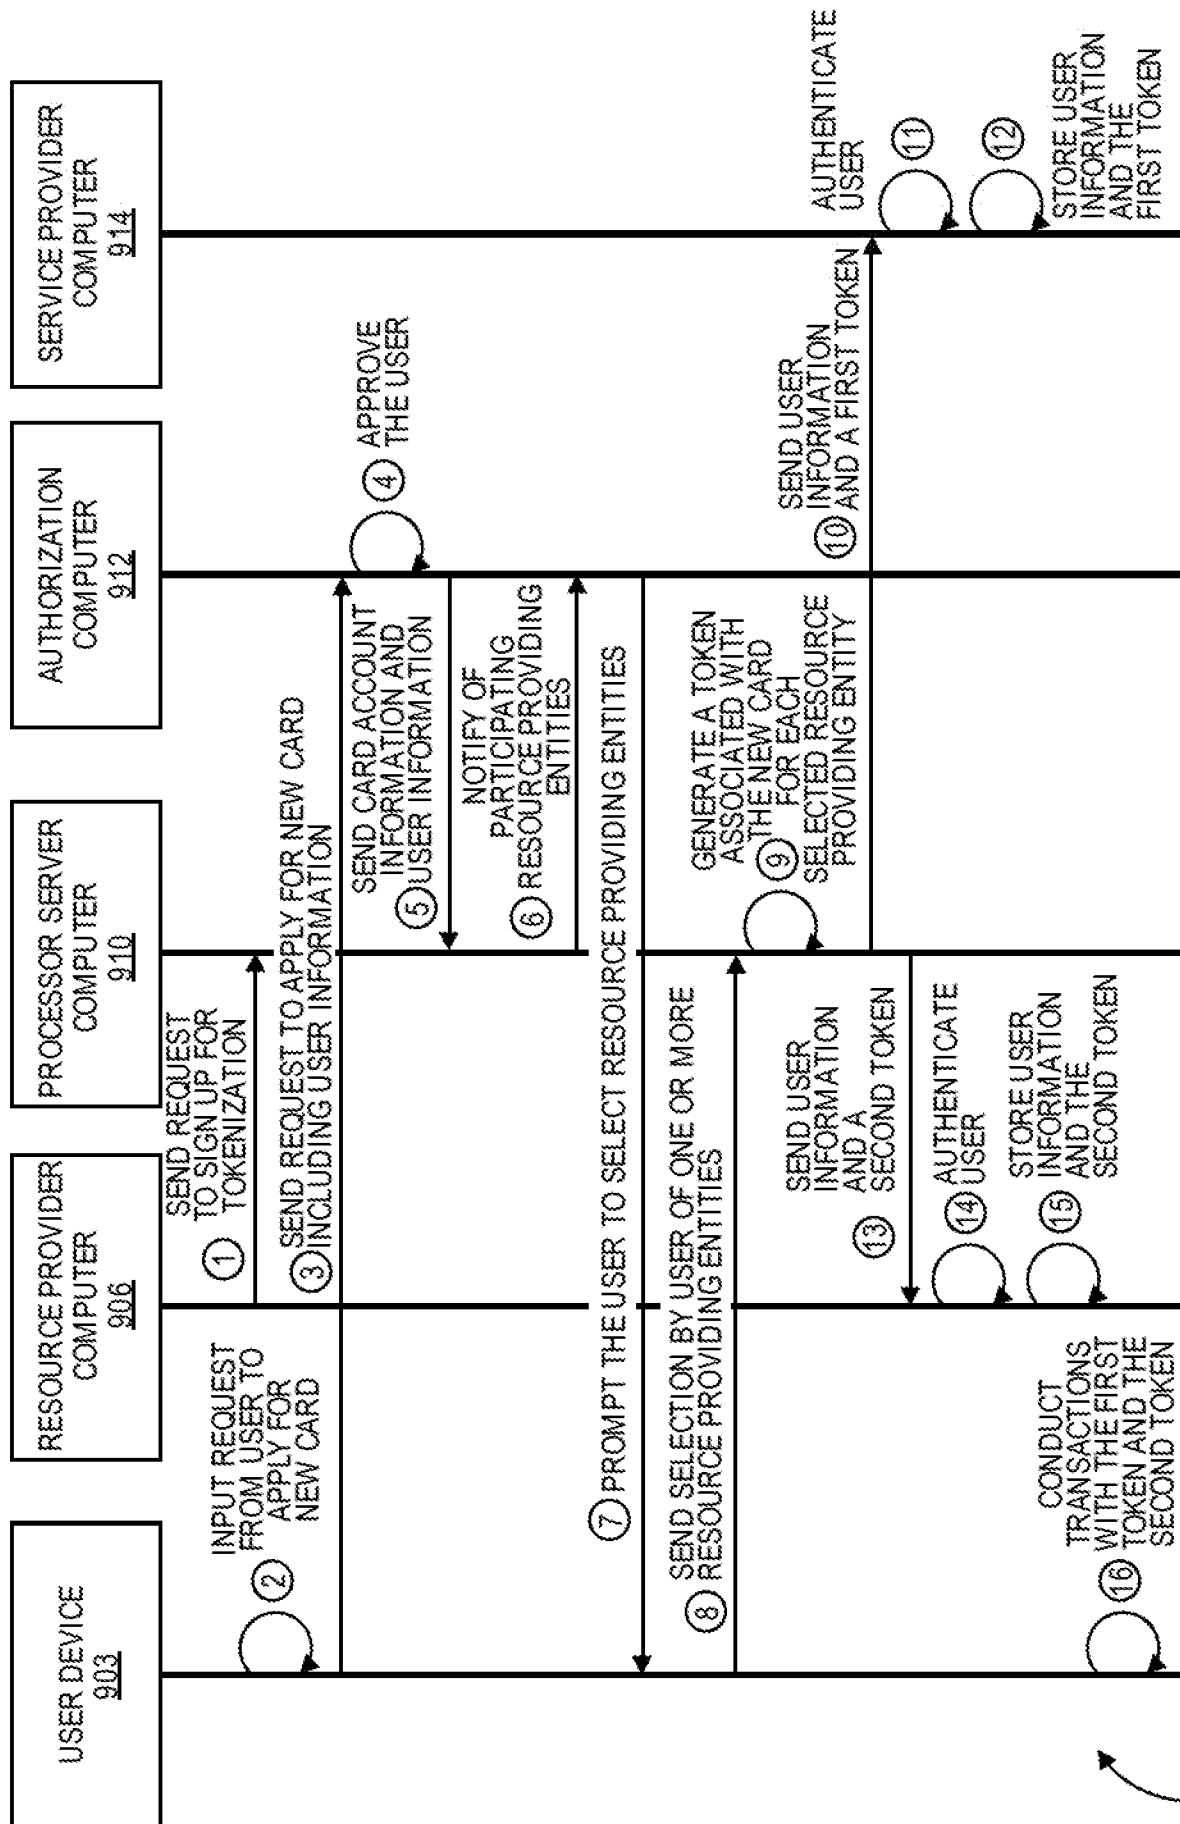 USER DEVICE
903
RESOURCE PROVIDER
COMPUTER
906
PROCESSOR SERVER
COMPUTER
910
AUTHORIZATION
COMPUTER
912
SERVICE PROVIDER
COMPUTER
914
SEND REQUEST
TO SIGN UP FOR
TOKENIZATION
1
INPUT REQUEST
FROM USER TO
APPLY FOR
NEW CARD
2
SEND REQUEST TO APPLY FOR NEW CARD
3 INCLUDING USER INFORMATION
4 APPROVE
THE USER
SEND CARD ACCOUNT
INFORMATION AND
5 USER INFORMATION
NOTIFY OF
PARTICIPATING
6 RESOURCE PROVIDING
ENTITIES
7 PROMPT THE USER TO SELECT RESOURCE PROVIDING ENTITIES
SEND SELECTION BY USER OF ONE OR MORE
8 RESOURCE PROVIDING ENTITIES
GENERATE A TOKEN
ASSOCIATED WITH
THE NEW CARD
9 FOR EACH
SELECTED RESOURCE
PROVIDING ENTITY
SEND USER
INFORMATION
10 AND A FIRST TOKEN
AUTHENTICATE
USER
11
12
STORE USER
INFORMATION
AND THE
FIRST TOKEN
SEND USER
INFORMATION
AND A
13 SECOND TOKEN
AUTHENTICATE
14 USER
STORE USER
INFORMATION
15 AND THE
SECOND TOKEN
CONDUCT
TRANSACTIONS
WITH THE FIRST
16 TOKEN AND THE
SECOND TOKEN